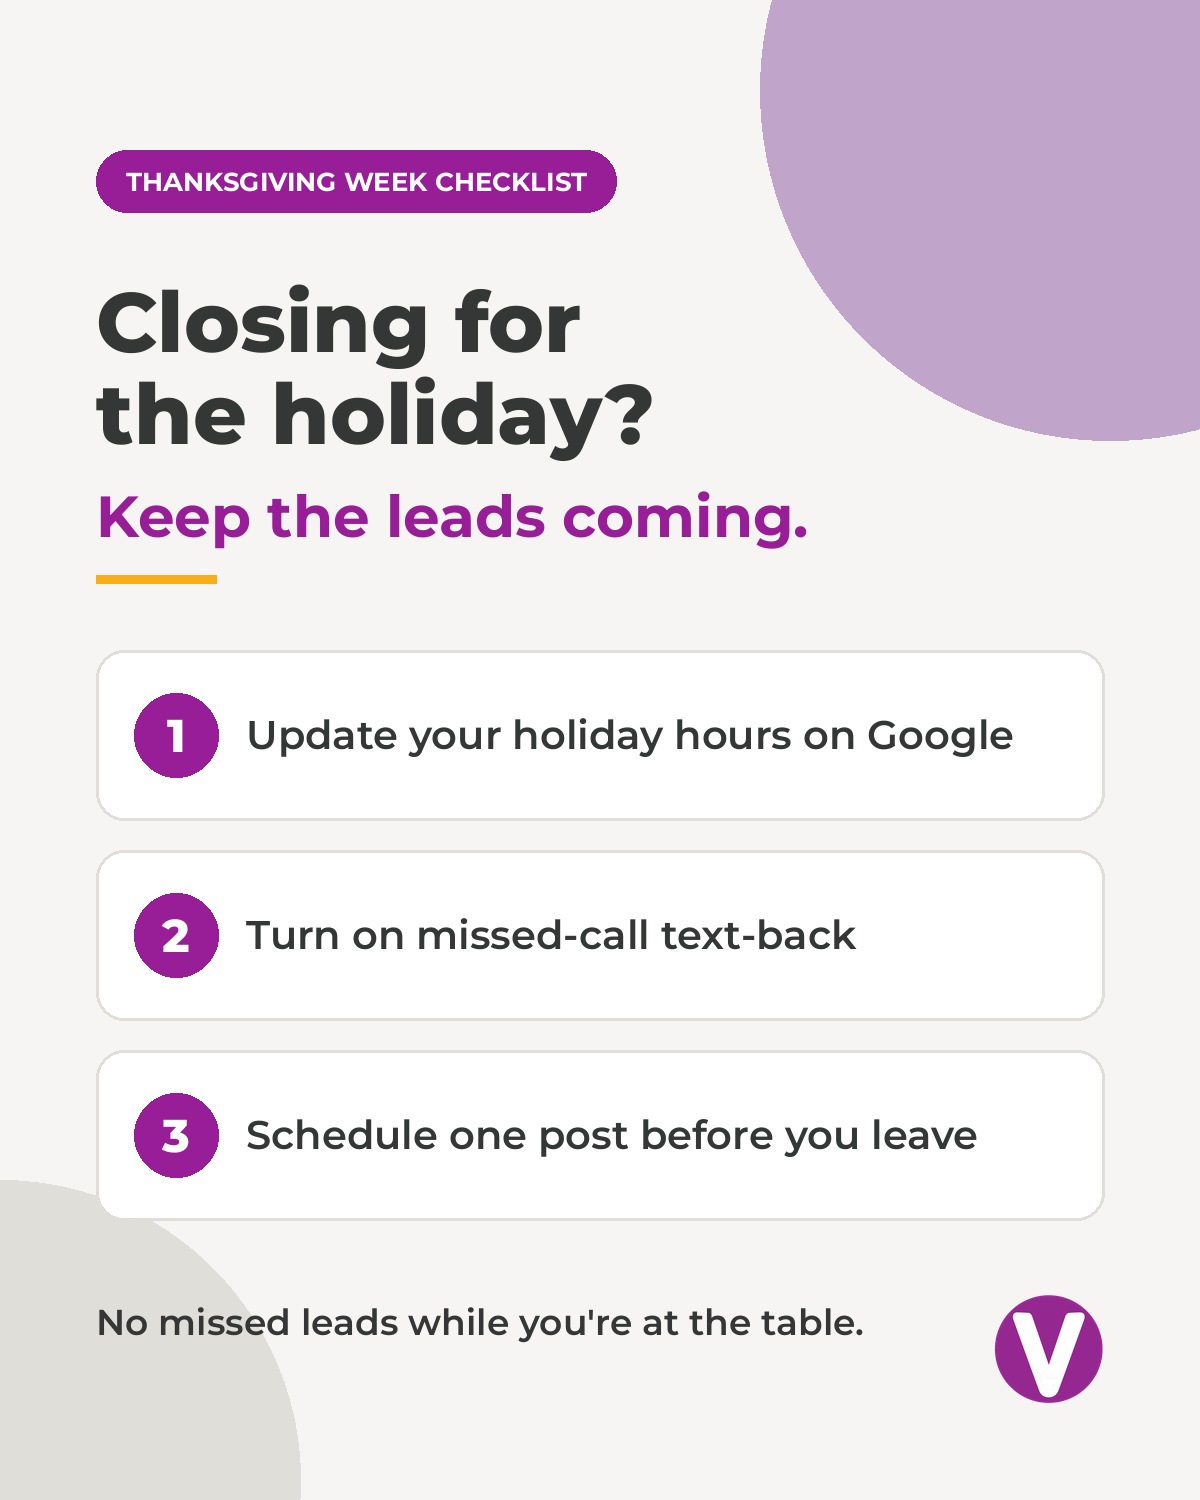 THANKSGIVING WEEK CHECKLIST
Closing for
the holiday?
Keep the leads coming.
1 Update your holiday hours on Google
2 Turn on missed-call text-back
3 Schedule one post before you leave
No missed leads while you're at the table.
V